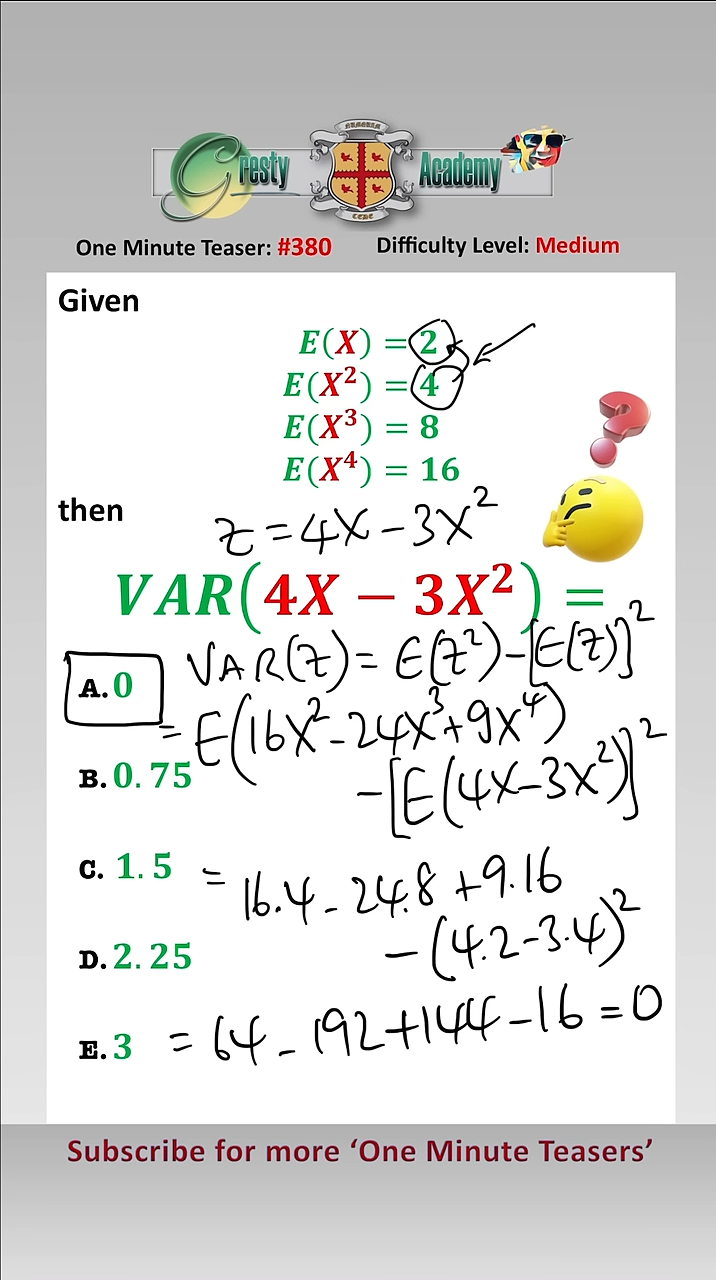 NUMQUAM
Gresty Academy
CEDE
One Minute Teaser: #380 Difficulty Level: Medium
Given
E(X) = 2
E(X²) = 4
E(X³) = 8
E(X⁴) = 16
then
Z = 4X - 3X²
VAR(4X − 3X²) =
VAR(Z) = E(Z²) - [E(Z)]²
A. 0
= E(16X² - 24X³ + 9X⁴)
B. 0.75
- [E(4X - 3X²)]²
C. 1.5
= 16.4 - 24.8 + 9.16
- (4.2 - 3.4)²
D. 2.25
E. 3
= 64 - 192 + 144 - 16 = 0
Subscribe for more ‘One Minute Teasers’